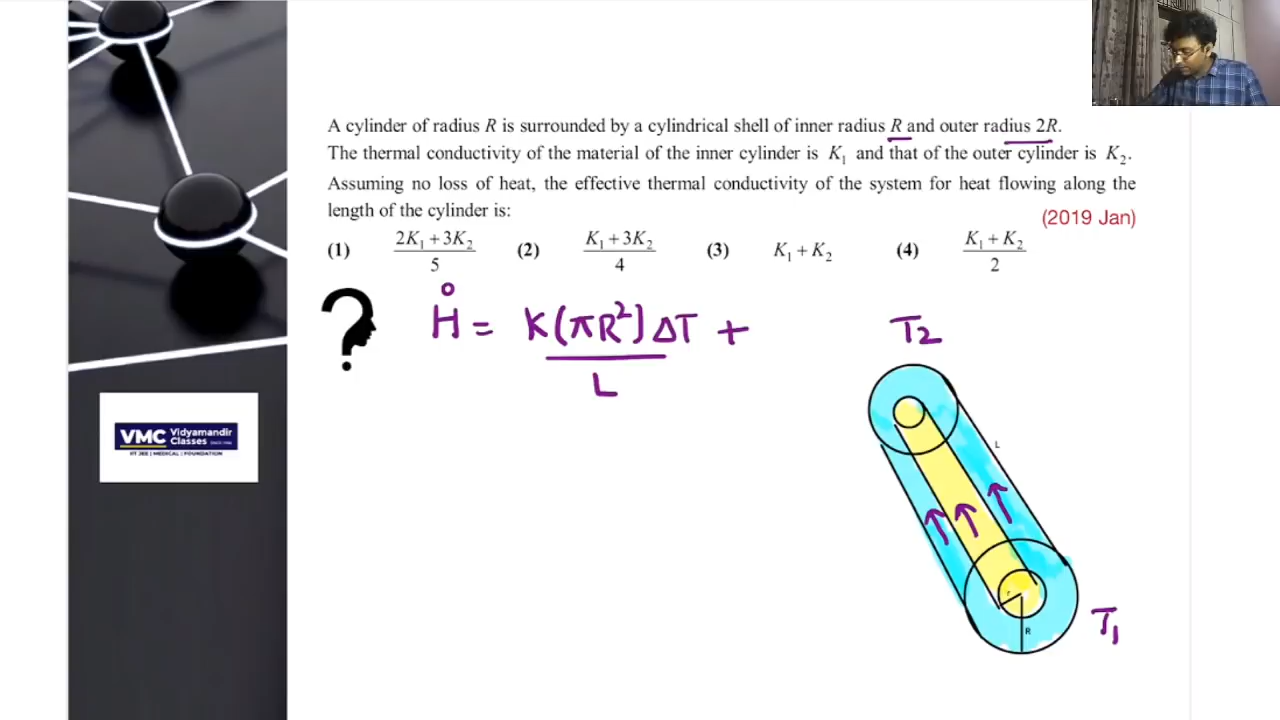 A cylinder of radius R is surrounded by a cylindrical shell of inner radius R and outer radius 2R.
The thermal conductivity of the material of the inner cylinder is K₁ and that of the outer cylinder is K₂.
Assuming no loss of heat, the effective thermal conductivity of the system for heat flowing along the
length of the cylinder is:
(2019 Jan)
(1) (2K₁ + 3K₂)/5 (2) (K₁ + 3K₂)/4 (3) K₁ + K₂ (4) (K₁ + K₂)/2
Ḣ = K(πR²)ΔT/L +
T₂
L
VMC Vidyamandir Classes
IIT JEE | MEDICAL | FOUNDATION
r
R
T₁